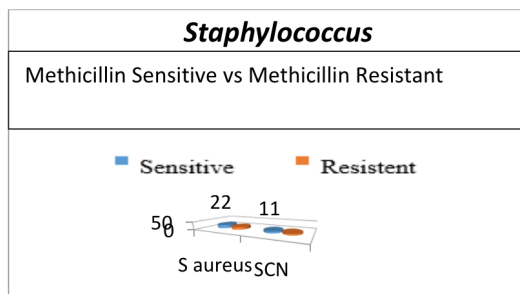 Staphylococcus
Methicillin Sensitive vs Methicillin Resistant
Sensitive Resistent
22 11
50
0
S aureus SCN